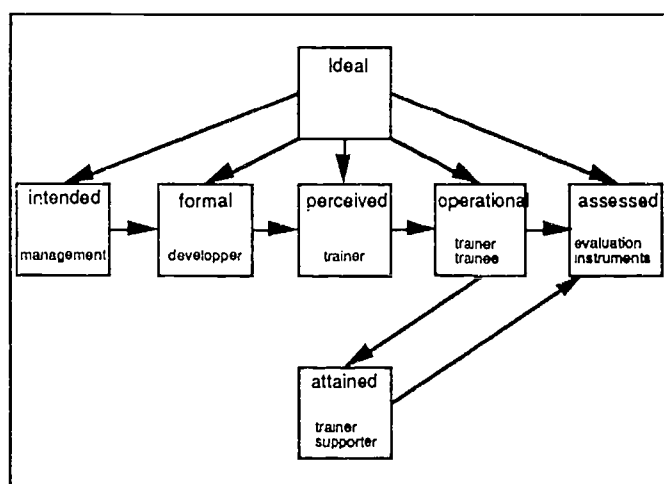 Ideal
intended
management
formal
developper
perceived
trainer
operational
trainer
trainee
assessed
evaluation
instruments
attained
trainer
supporter